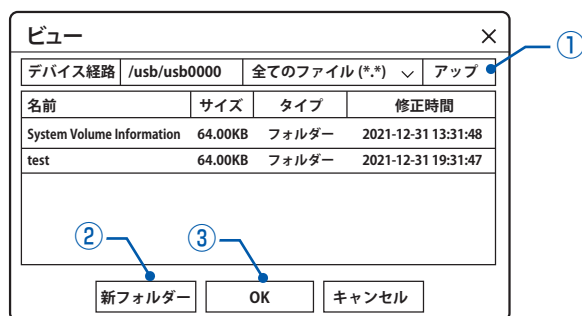 ビュー ×
①
デバイス経路 /usb/usb0000 全てのファイル (*.*) アップ
名前 サイズ タイプ 修正時間
System Volume Information 64.00KB フォルダー 2021-12-31 13:31:48
test 64.00KB フォルダー 2021-12-31 19:31:47
② ③
新フォルダー OK キャンセル